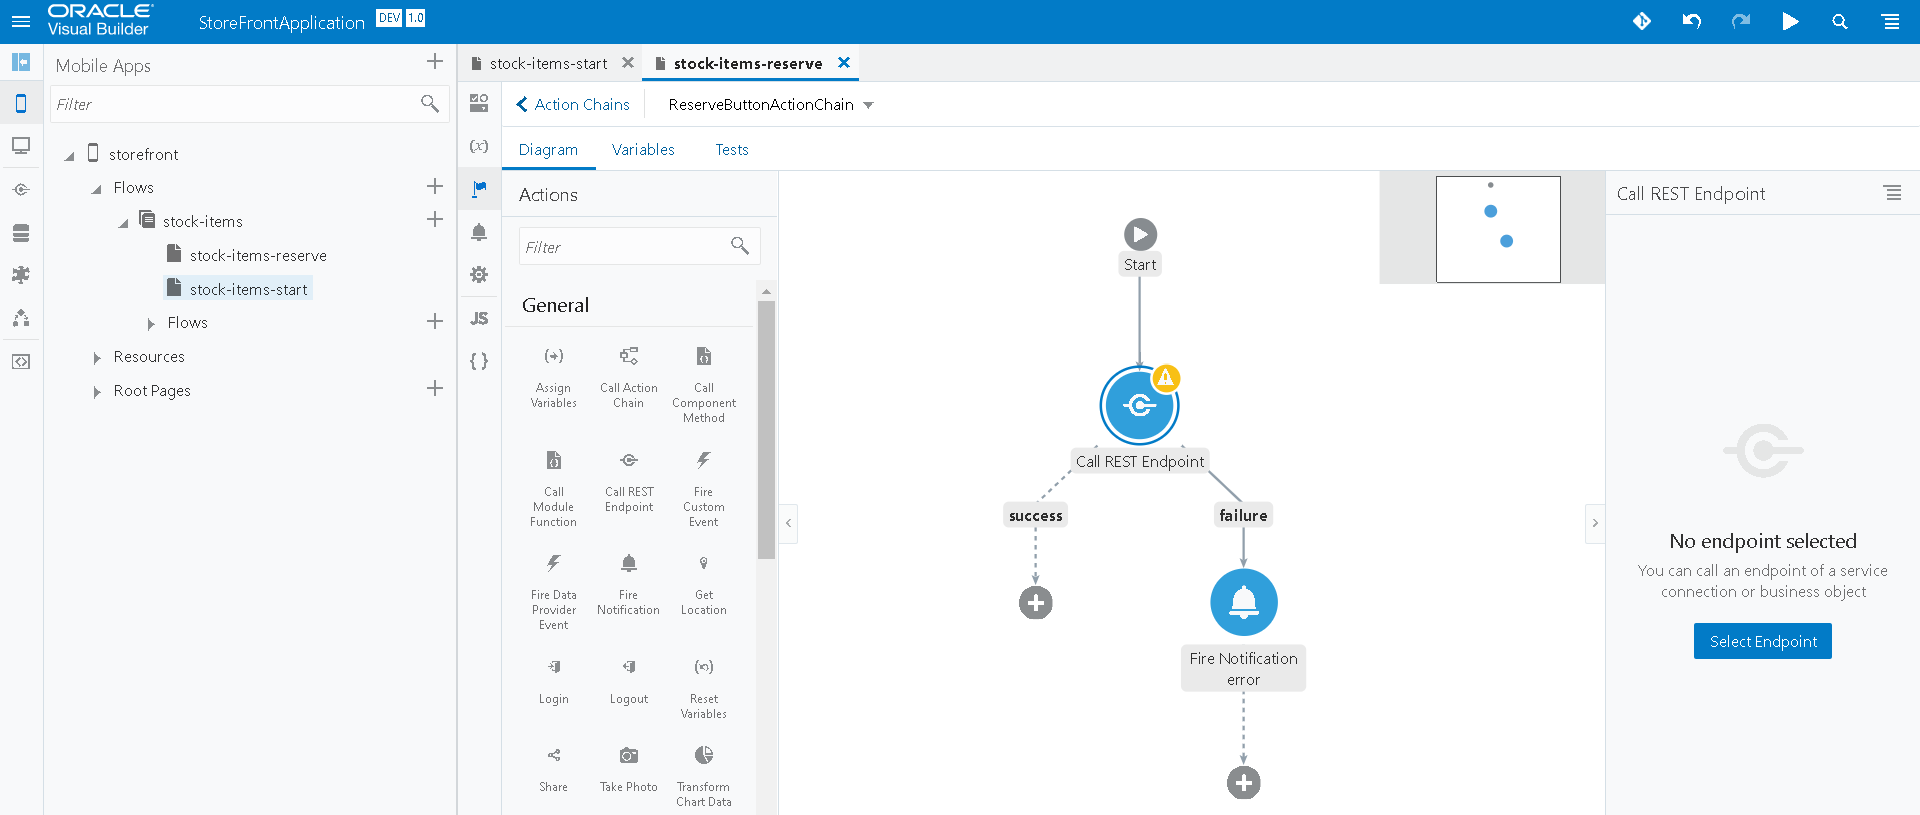 ORACLE
Visual Builder
StoreFrontApplication
DEV 1.0
Mobile Apps
Filter
storefront
Flows
stock-items
stock-items-reserve
stock-items-start
Flows
Resources
Root Pages
stock-items-start
stock-items-reserve
Action Chains
ReserveButtonActionChain
Diagram
Variables
Tests
(x)
JS
{ }
Actions
Filter
General
Assign
Variables
Call Action
Chain
Call
Component
Method
Call
Module
Function
Call REST
Endpoint
Fire
Custom
Event
Fire Data
Provider
Event
Fire
Notification
Get
Location
Login
Logout
Reset
Variables
Share
Take Photo
Transform
Chart Data
Start
Call REST Endpoint
success
failure
Fire Notification
error
Call REST Endpoint
No endpoint selected
You can call an endpoint of a service
connection or business object
Select Endpoint